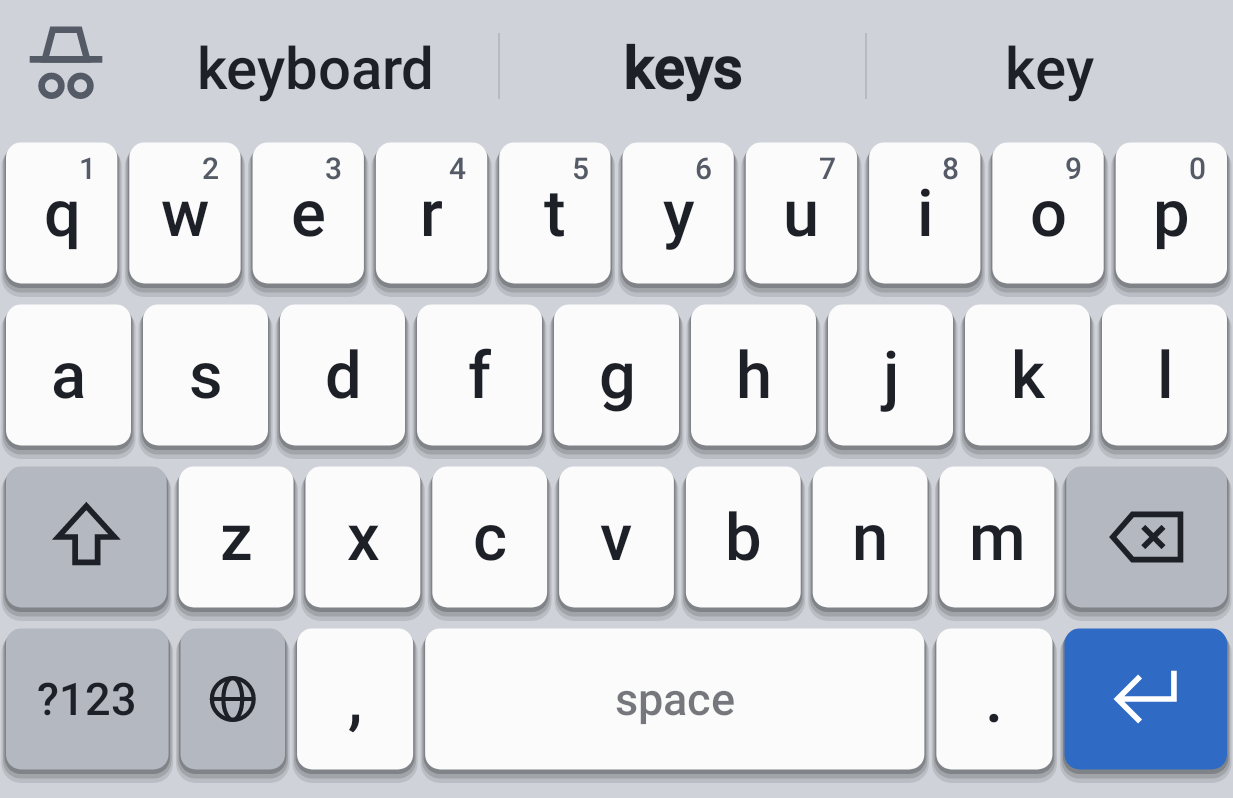 keyboard keys key
1 2 3 4 5 6 7 8 9 0
q w e r t y u i o p
a s d f g h j k l
z x c v b n m
?123 , space .